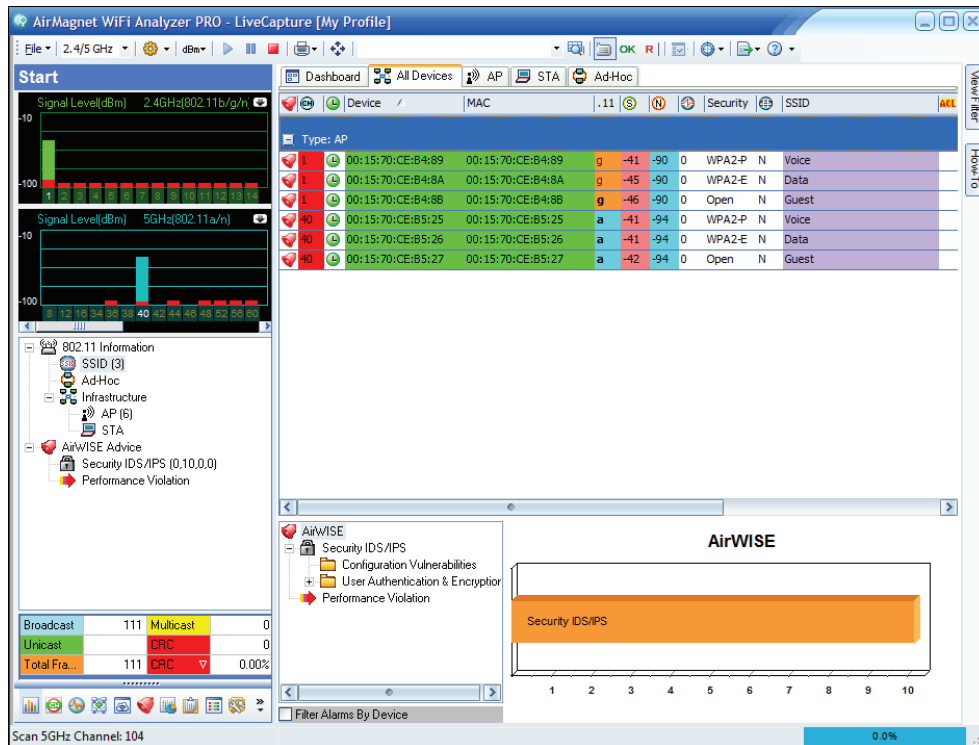 AirMagnet WiFi Analyzer PRO - LiveCapture [My Profile]
File 2.4/5 GHz dBm OK R
Start
Signal Level(dBm) 2.4GHz(802.11b/g/n)
-10
-100
1 2 3 4 5 6 7 8 9 10 11 12 13 14
Signal Level(dBm) 5GHz(802.11a/n)
-10
-100
8 12 16 34 36 38 40 42 44 46 48 52 56 60
802.11 Information
SSID (3)
Ad-Hoc
Infrastructure
AP (6)
STA
AirWISE Advice
Security IDS/IPS (0,10,0,0)
Performance Violation
Broadcast 111 Multicast 0
Unicast CRC 0
Total Fra... 111 CRC 0.00%
Dashboard All Devices AP STA Ad-Hoc
CH Device MAC .11 S N Security SSID ACL
Type: AP
1 00:15:70:CE:B4:89 00:15:70:CE:B4:89 g -41 -90 0 WPA2-P N Voice
1 00:15:70:CE:B4:8A 00:15:70:CE:B4:8A g -45 -90 0 WPA2-E N Data
1 00:15:70:CE:B4:8B 00:15:70:CE:B4:8B g -46 -90 0 Open N Guest
40 00:15:70:CE:B5:25 00:15:70:CE:B5:25 a -41 -94 0 WPA2-P N Voice
40 00:15:70:CE:B5:26 00:15:70:CE:B5:26 a -41 -94 0 WPA2-E N Data
40 00:15:70:CE:B5:27 00:15:70:CE:B5:27 a -42 -94 0 Open N Guest
View Filter
How-To
AirWISE
Security IDS/IPS
Configuration Vulnerabilities
User Authentication & Encryption
Performance Violation
Filter Alarms By Device
AirWISE
Security IDS/IPS
1 2 3 4 5 6 7 8 9 10
Scan 5GHz Channel: 104
0.0%